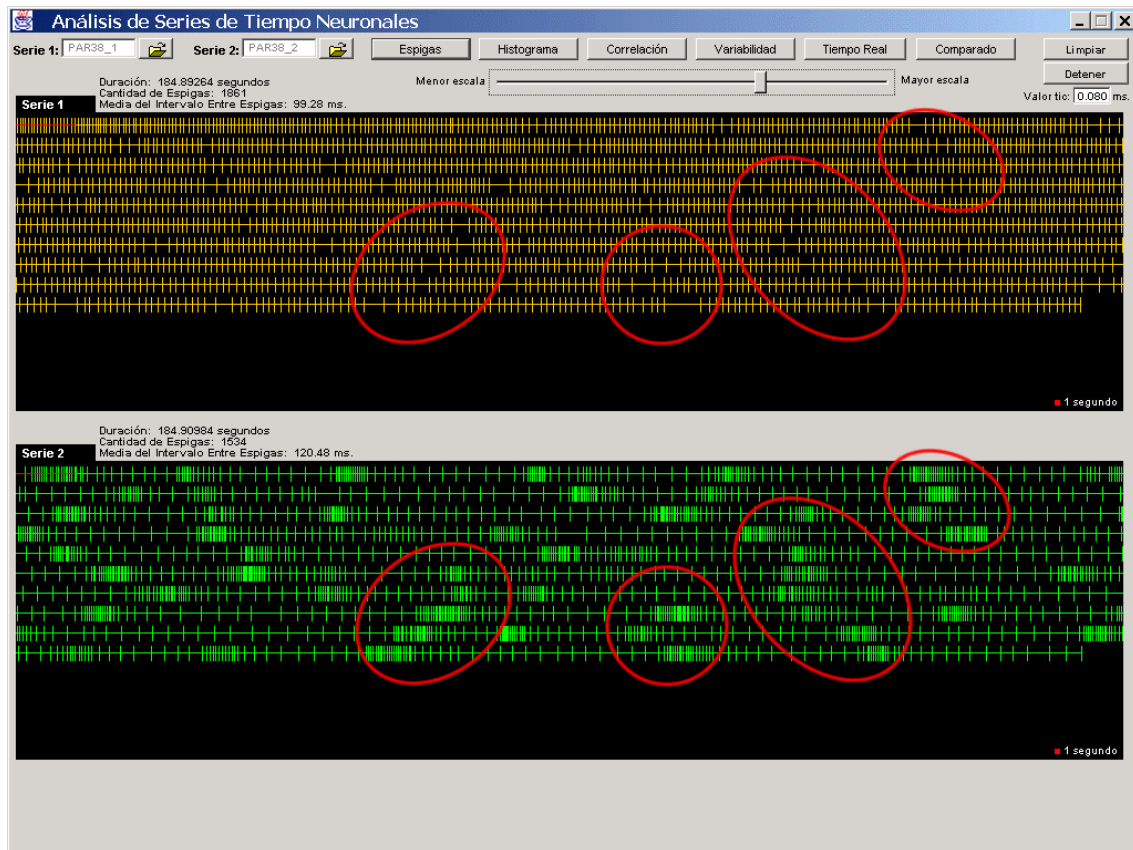 Análisis de Series de Tiempo Neuronales
Serie 1: PAR38_1 Serie 2: PAR38_2 Espigas Histograma Correlación Variabilidad Tiempo Real Comparado Limpiar
Menor escala Mayor escala Detener
Valor tic: 0.080 ms.
Duración: 184.89264 segundos
Cantidad de Espigas: 1861
Serie 1 Media del Intervalo Entre Espigas: 99.28 ms.
1 segundo
Duración: 184.90984 segundos
Cantidad de Espigas: 1534
Serie 2 Media del Intervalo Entre Espigas: 120.48 ms.
1 segundo